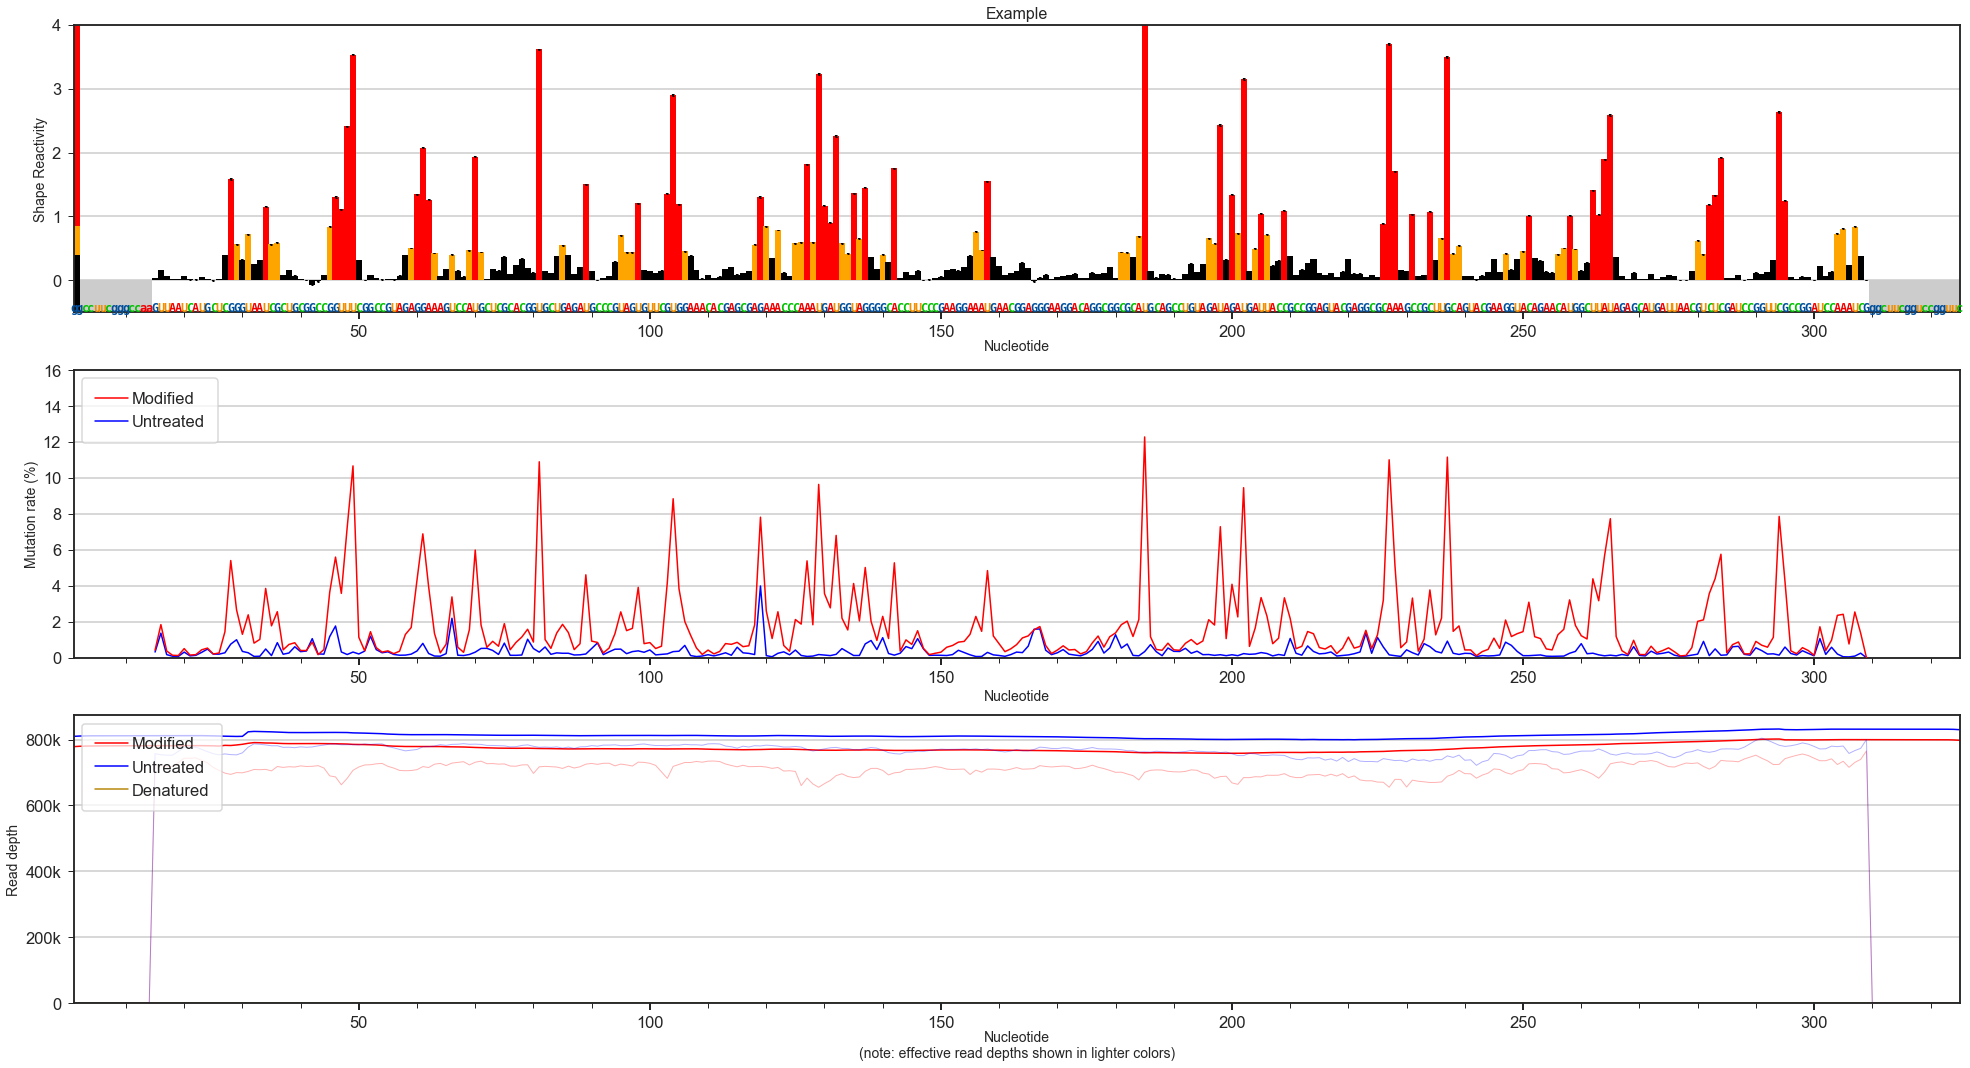 Example
4
3
2
1
0
Shape Reactivity
50
100
150
200
250
300
Nucleotide
16
14
12
10
8
6
4
2
0
Mutation rate (%)
Modified
Untreated
50
100
150
200
250
300
Nucleotide
800k
600k
400k
200k
0
Read depth
Modified
Untreated
Denatured
50
100
150
200
250
300
Nucleotide
(note: effective read depths shown in lighter colors)